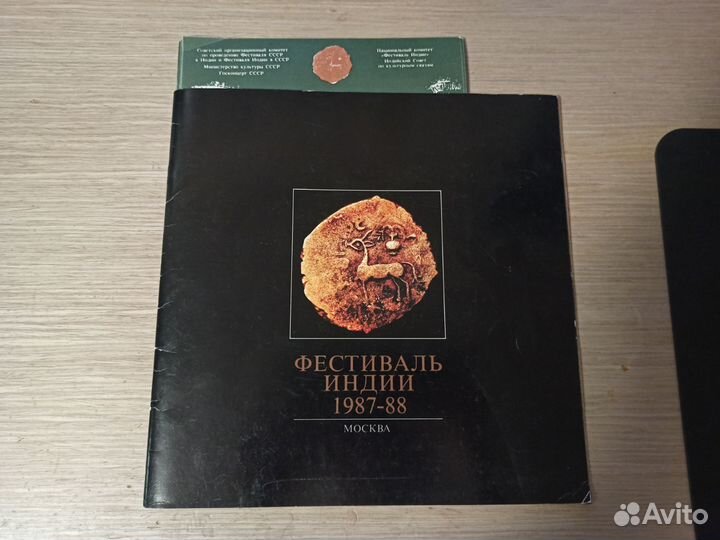 Советский организационный комитет
по проведению Фестиваля СССР
в Индии и Фестиваля Индии в СССР
Министерство культуры СССР
Госконцерт СССР
Национальный комитет
«Фестиваль Индии»
Индийский Совет
по культурным связям
ФЕСТИВАЛЬ
ИНДИИ
1987-88
МОСКВА
Avito